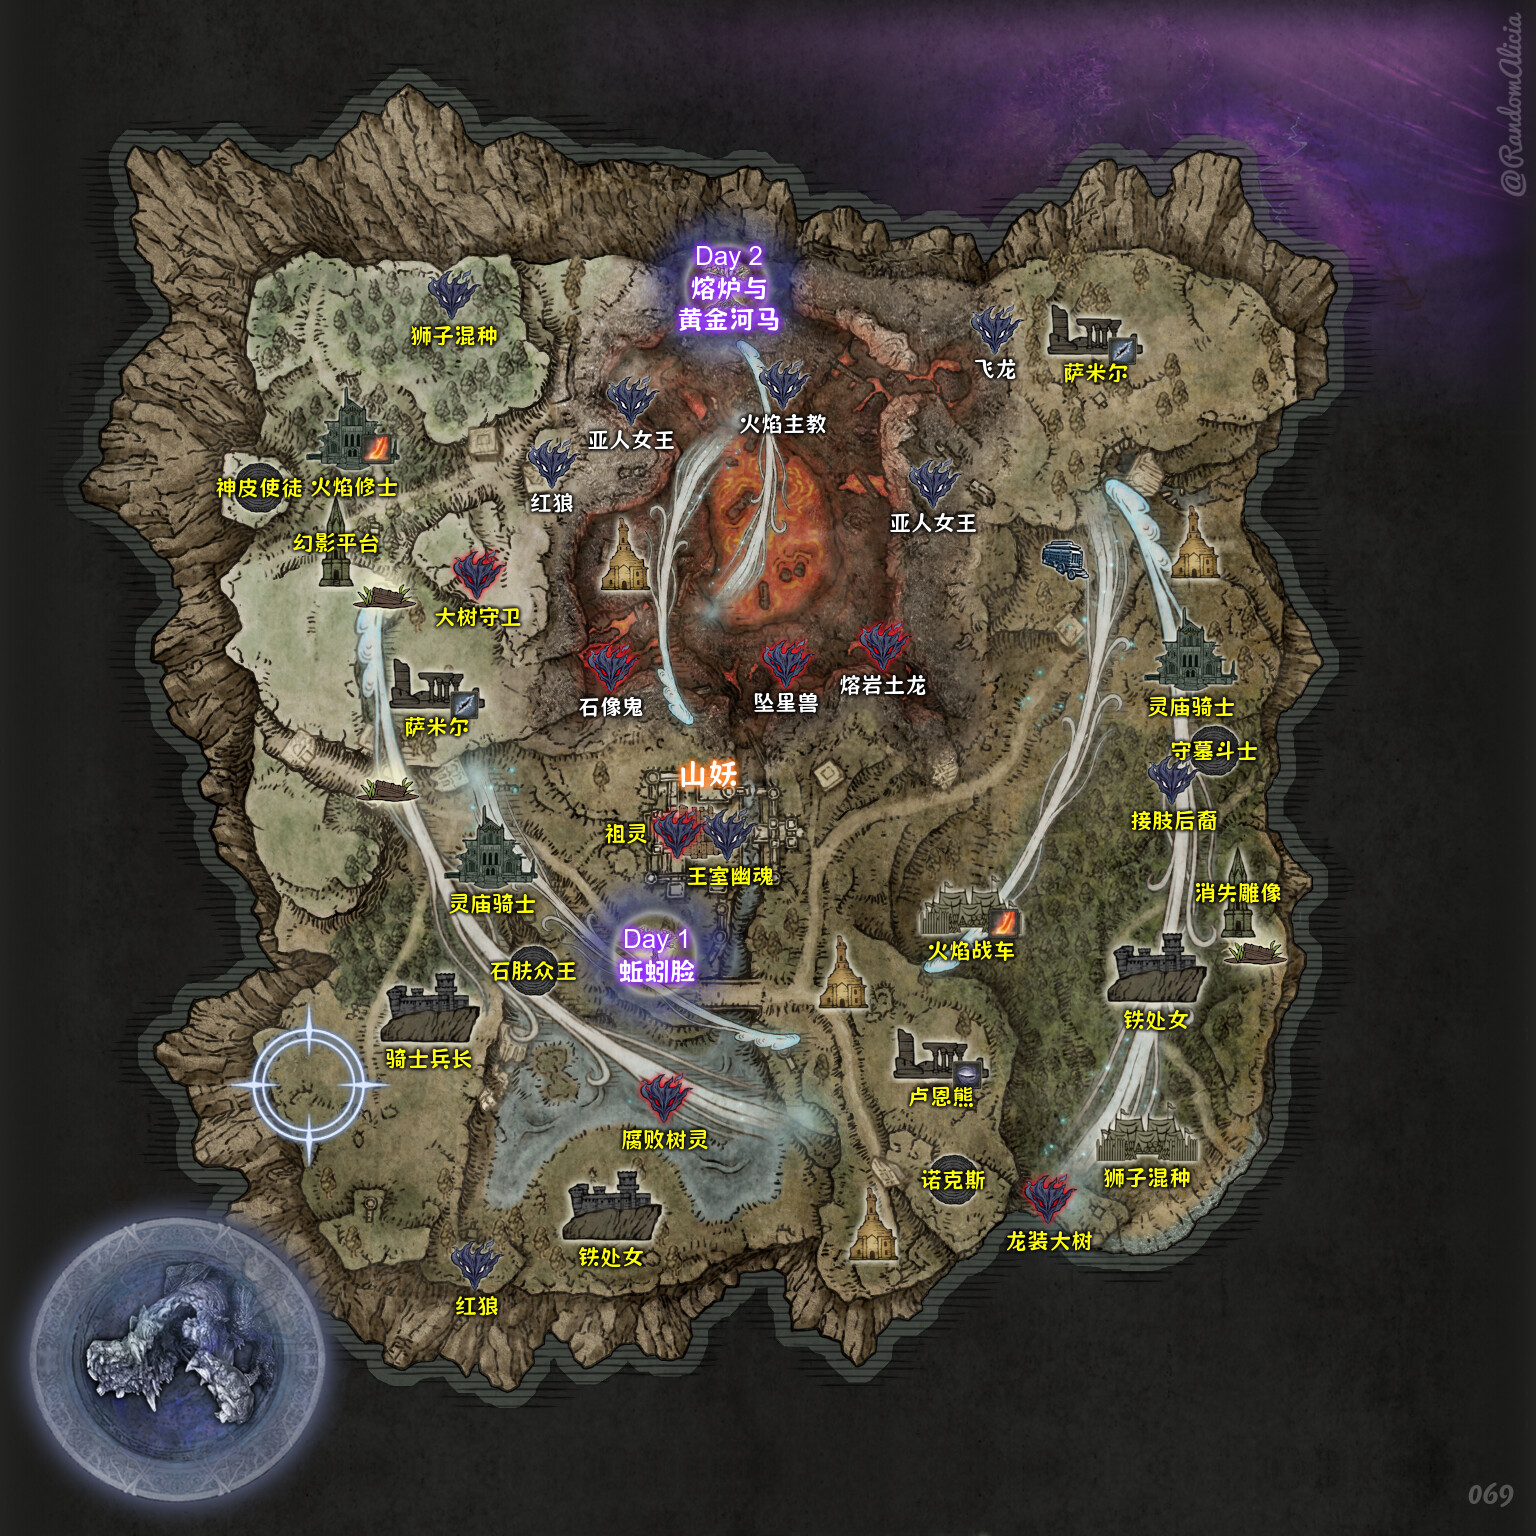 @RandomAlicia
Day 2
熔炉与
黄金河马
狮子混种
飞龙
萨米尔
火焰主教
亚人女王
神皮使徒
火焰修士
红狼
亚人女王
幻影平台
大树守卫
石像鬼
坠星兽
熔岩土龙
萨米尔
灵庙骑士
守墓斗士
山妖
祖灵
王室幽魂
接肢后裔
灵庙骑士
消失雕像
Day 1
蚯蚓脸
石肤众王
火焰战车
铁处女
骑士兵长
卢恩熊
腐败树灵
诺克斯
狮子混种
龙装大树
铁处女
红狼
069